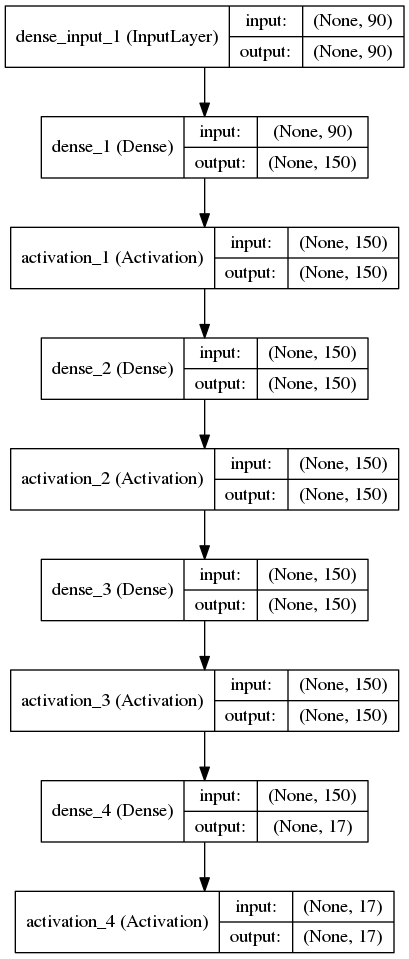 dense_input_1 (InputLayer)
input:
(None, 90)
output:
(None, 90)
dense_1 (Dense)
input:
(None, 90)
output:
(None, 150)
activation_1 (Activation)
input:
(None, 150)
output:
(None, 150)
dense_2 (Dense)
input:
(None, 150)
output:
(None, 150)
activation_2 (Activation)
input:
(None, 150)
output:
(None, 150)
dense_3 (Dense)
input:
(None, 150)
output:
(None, 150)
activation_3 (Activation)
input:
(None, 150)
output:
(None, 150)
dense_4 (Dense)
input:
(None, 150)
output:
(None, 17)
activation_4 (Activation)
input:
(None, 17)
output:
(None, 17)